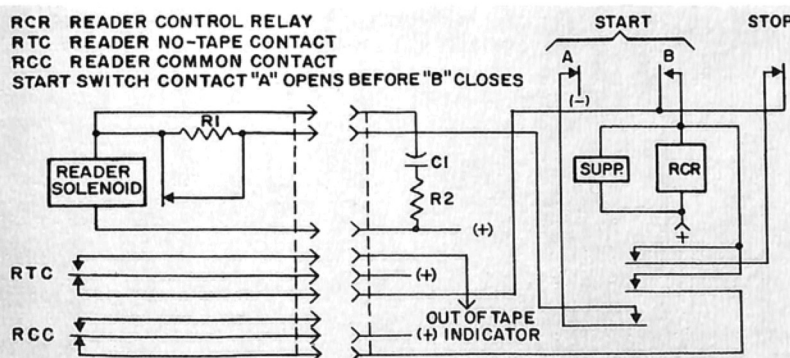 RCR READER CONTROL RELAY
RTC READER NO-TAPE CONTACT
RCC READER COMMON CONTACT
START SWITCH CONTACT "A" OPENS BEFORE "B" CLOSES
START
STOP
A
B
(-)
R1
READER
SOLENOID
C1
R2
(+)
SUPP.
RCR
+
RTC
(+)
OUT OF TAPE
INDICATOR
RCC
(+)